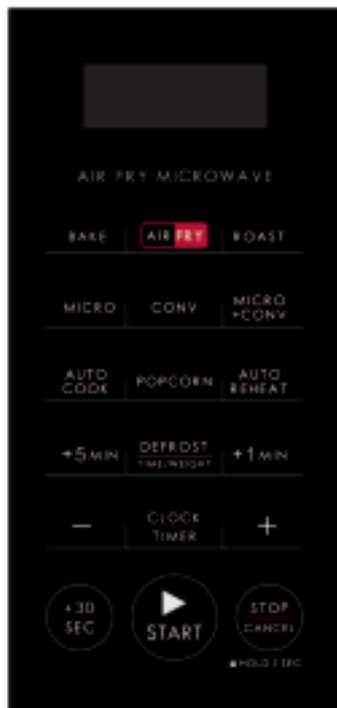 AIR FRY MICROWAVE
BAKE AIR FRY ROAST
MICRO CONV MICRO +CONV
AUTO COOK POPCORN AUTO REHEAT
+5 MIN DEFROST TIME/WEIGHT +1 MIN
− CLOCK TIMER +
+30 SEC START STOP CANCEL
HOLD 3 SEC